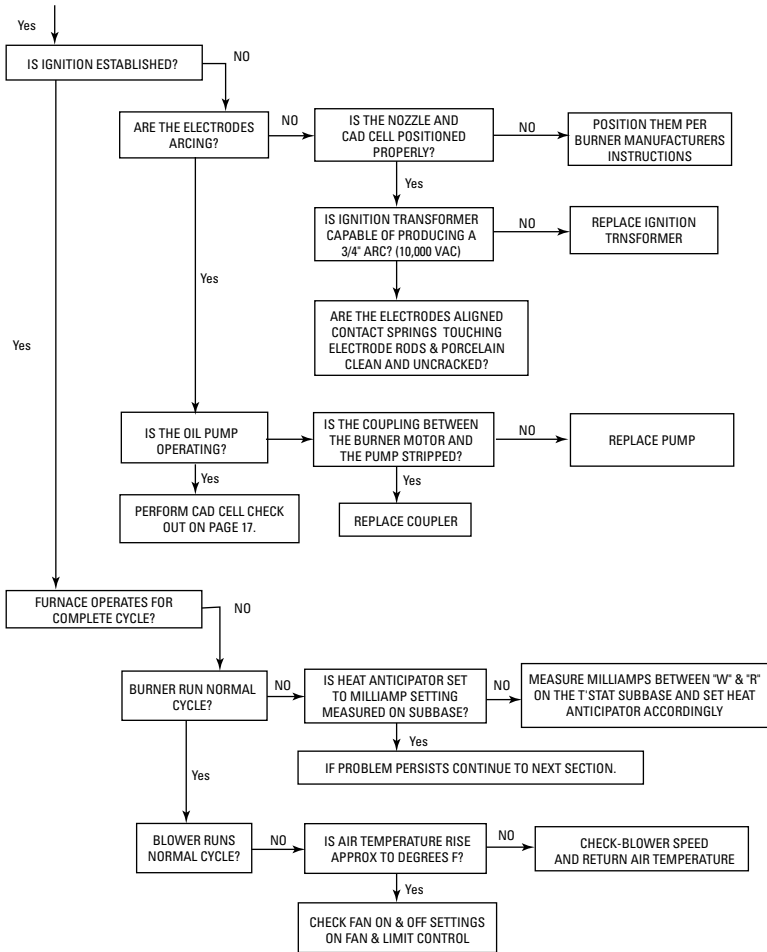 Yes
IS IGNITION ESTABLISHED?
NO
ARE THE ELECTRODES
ARCING?
NO
IS THE NOZZLE AND
CAD CELL POSITIONED
PROPERLY?
NO
POSITION THEM PER
BURNER MANUFACTURERS
INSTRUCTIONS
Yes
IS IGNITION TRANSFORMER
CAPABLE OF PRODUCING A
3/4" ARC? (10,000 VAC)
NO
REPLACE IGNITION
TRNSFORMER
Yes
ARE THE ELECTRODES ALIGNED
CONTACT SPRINGS TOUCHING
ELECTRODE RODS & PORCELAIN
CLEAN AND UNCRACKED?
Yes
IS THE OIL PUMP
OPERATING?
IS THE COUPLING BETWEEN
THE BURNER MOTOR AND
THE PUMP STRIPPED?
NO
REPLACE PUMP
Yes
PERFORM CAD CELL CHECK
OUT ON PAGE 17.
Yes
REPLACE COUPLER
FURNACE OPERATES FOR
COMPLETE CYCLE?
NO
BURNER RUN NORMAL
CYCLE?
NO
IS HEAT ANTICIPATOR SET
TO MILLIAMP SETTING
MEASURED ON SUBBASE?
NO
MEASURE MILLIAMPS BETWEEN "W" & "R"
ON THE T'STAT SUBBASE AND SET HEAT
ANTICIPATOR ACCORDINGLY
Yes
IF PROBLEM PERSISTS CONTINUE TO NEXT SECTION.
Yes
BLOWER RUNS
NORMAL CYCLE?
NO
IS AIR TEMPERATURE RISE
APPROX TO DEGREES F?
NO
CHECK-BLOWER SPEED
AND RETURN AIR TEMPERATURE
Yes
CHECK FAN ON & OFF SETTINGS
ON FAN & LIMIT CONTROL